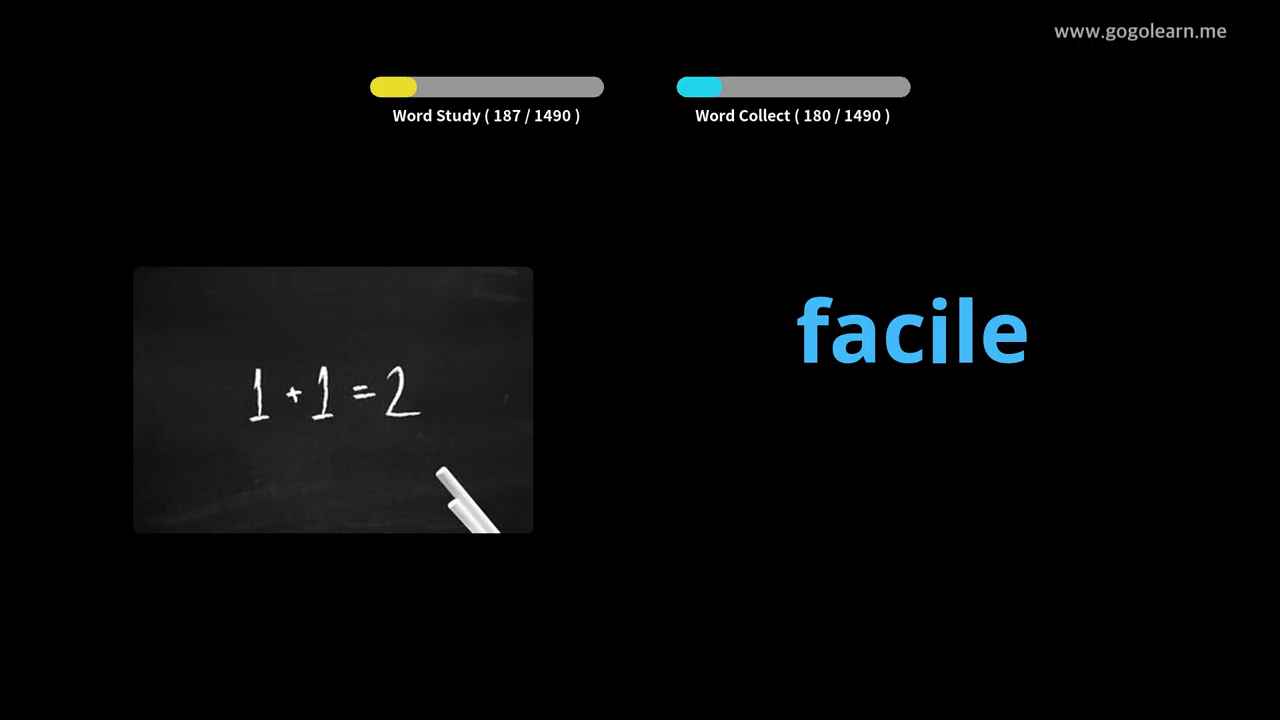 www.gogolearn.me
Word Study ( 187 / 1490 )
Word Collect ( 180 / 1490 )
facile
1 + 1 = 2